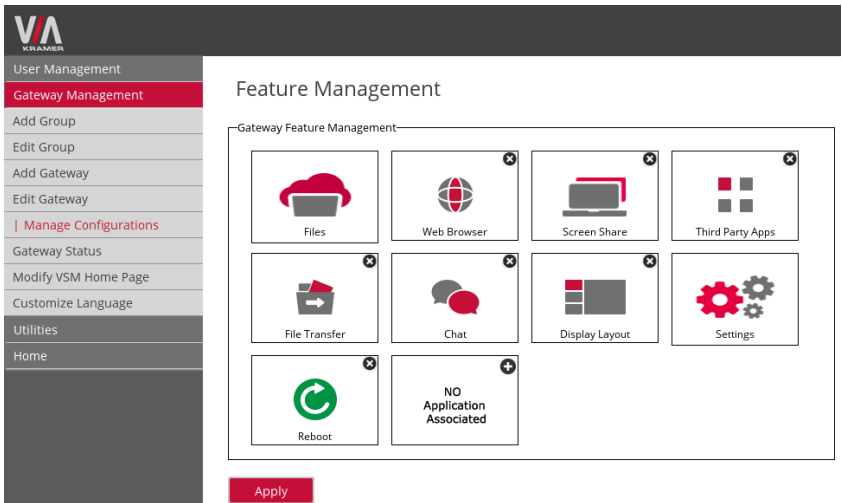 VIA
KRAMER
User Management
Gateway Management
Add Group
Edit Group
Add Gateway
Edit Gateway
| Manage Configurations
Gateway Status
Modify VSM Home Page
Customize Language
Utilities
Home
Feature Management
Gateway Feature Management
Files
Web Browser
Screen Share
Third Party Apps
File Transfer
Chat
Display Layout
Settings
Reboot
NO
Application
Associated
Apply